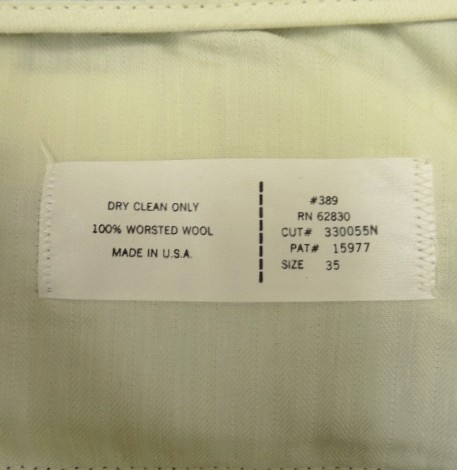 DRY CLEAN ONLY
100% WORSTED WOOL
MADE IN U.S.A.
#389
RN 62830
CUT# 330055N
PAT# 15977
SIZE 35